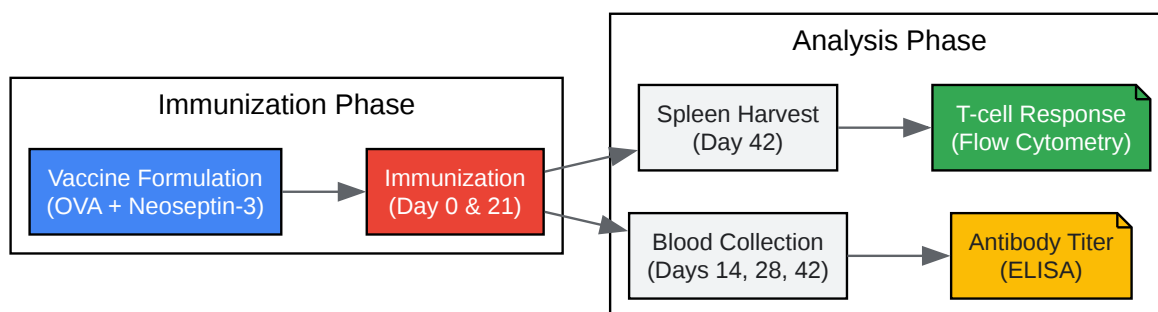 Immunization Phase
Vaccine Formulation
(OVA + Neoseptin-3)
Immunization
(Day 0 & 21)
Analysis Phase
Spleen Harvest
(Day 42)
T-cell Response
(Flow Cytometry)
Blood Collection
(Days 14, 28, 42)
Antibody Titer
(ELISA)